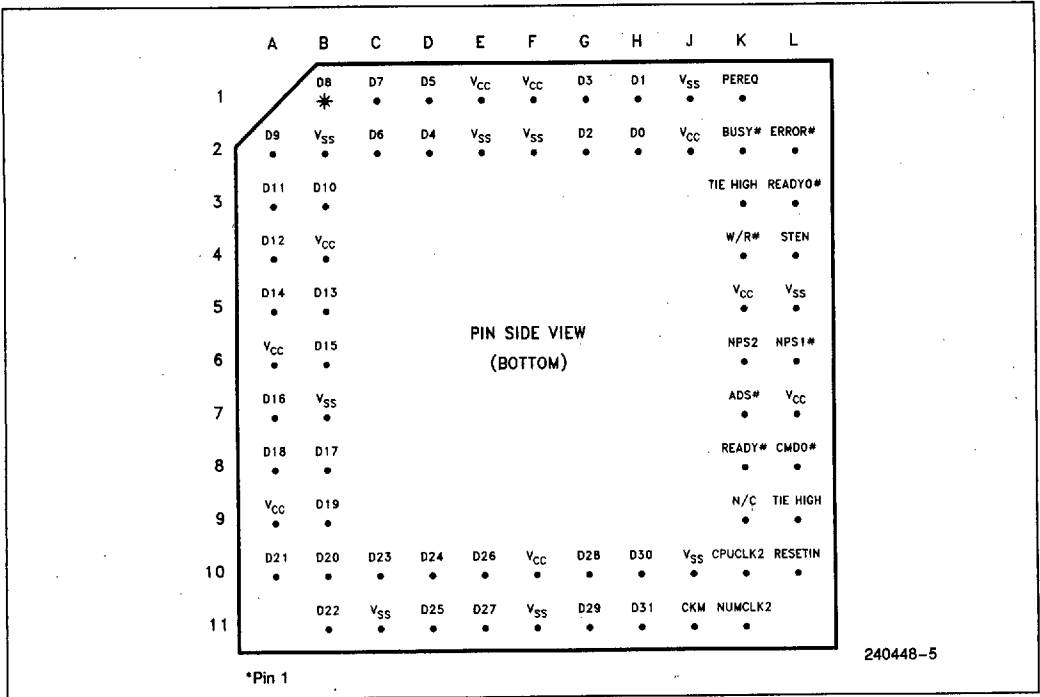 A B C D E F G H J K L
1 D8 D7 D5 VCC VCC D3 D1 VSS PEREQ
*
2 D9 VSS D6 D4 VSS VSS D2 D0 VCC BUSY# ERROR#
3 D11 D10 TIE HIGH READYO#
4 D12 VCC W/R# STEN
5 D14 D13 VCC VSS
PIN SIDE VIEW
6 VCC D15 NPS2 NPS1#
(BOTTOM)
7 D16 VSS ADS# VCC
8 D18 D17 READY# CMDO#
9 VCC D19 N/C TIE HIGH
10 D21 D20 D23 D24 D26 VCC D28 D30 VSS CPUCLK2 RESETIN
11 D22 VSS D25 D27 VSS D29 D31 CKM NUMCLK2
240448-5
*Pin 1